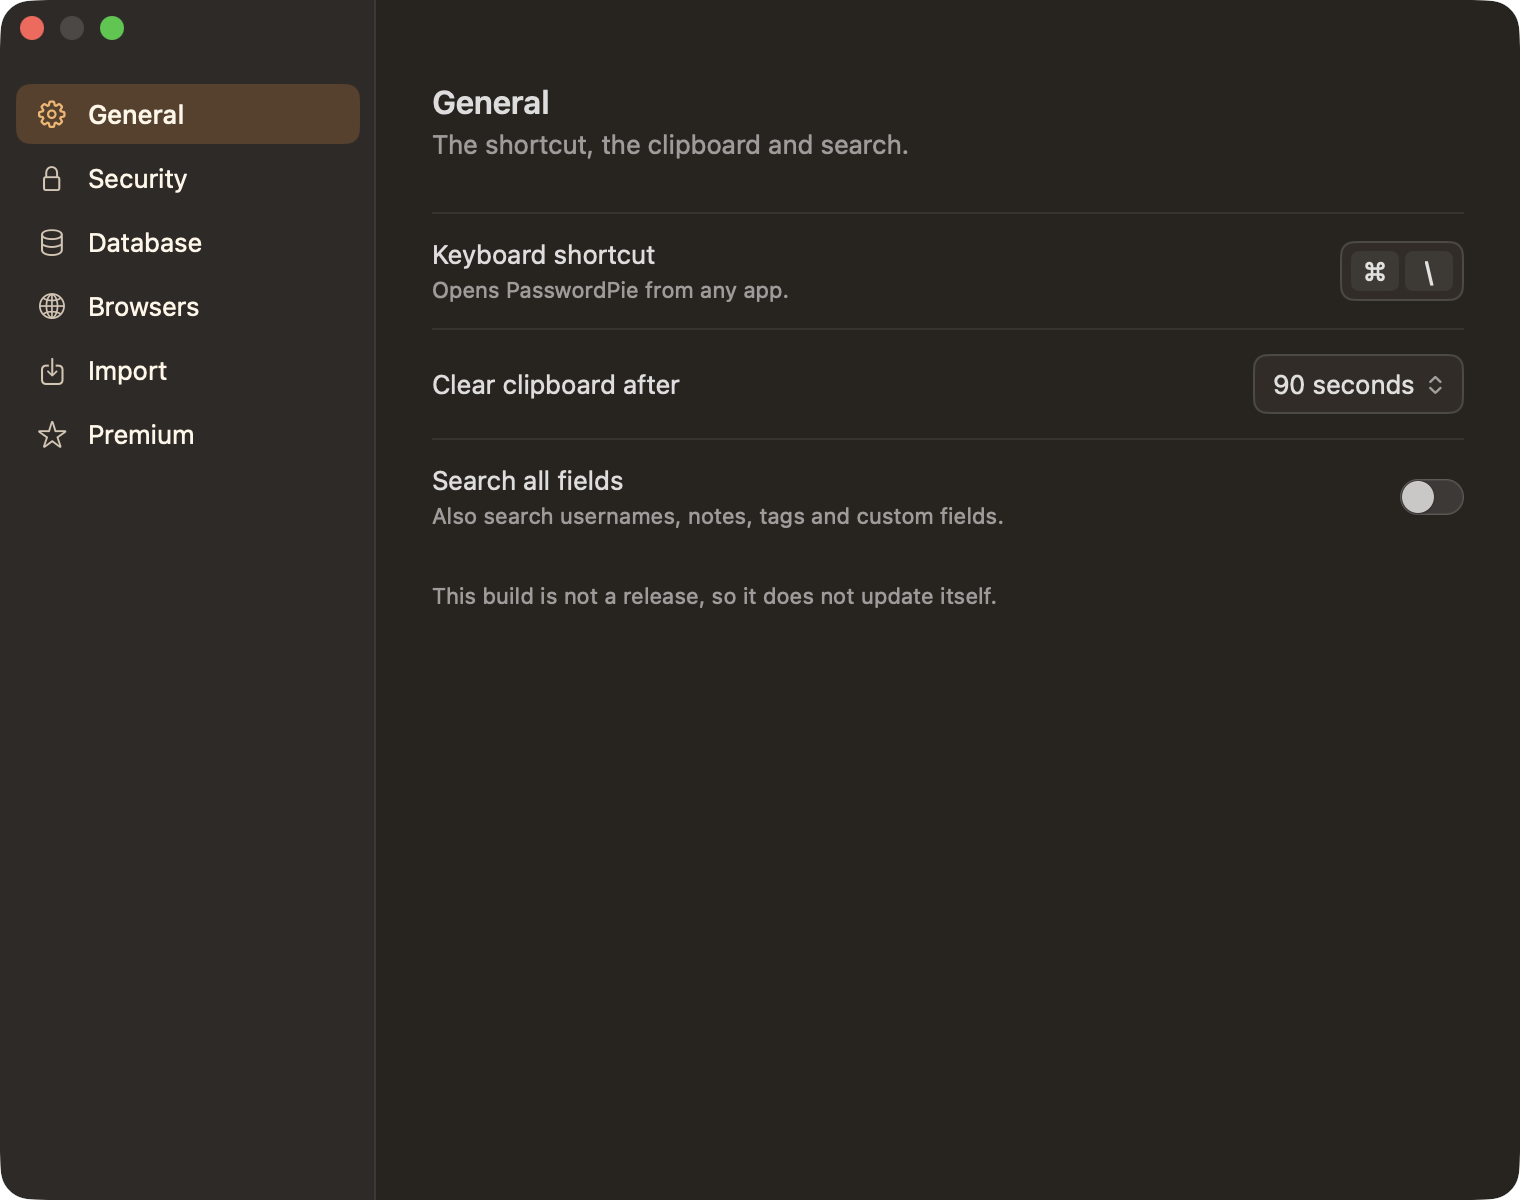 General
Security
Database
Browsers
Import
Premium
General
The shortcut, the clipboard and search.
Keyboard shortcut
Opens PasswordPie from any app.
⌘ \
Clear clipboard after
90 seconds
Search all fields
Also search usernames, notes, tags and custom fields.
This build is not a release, so it does not update itself.